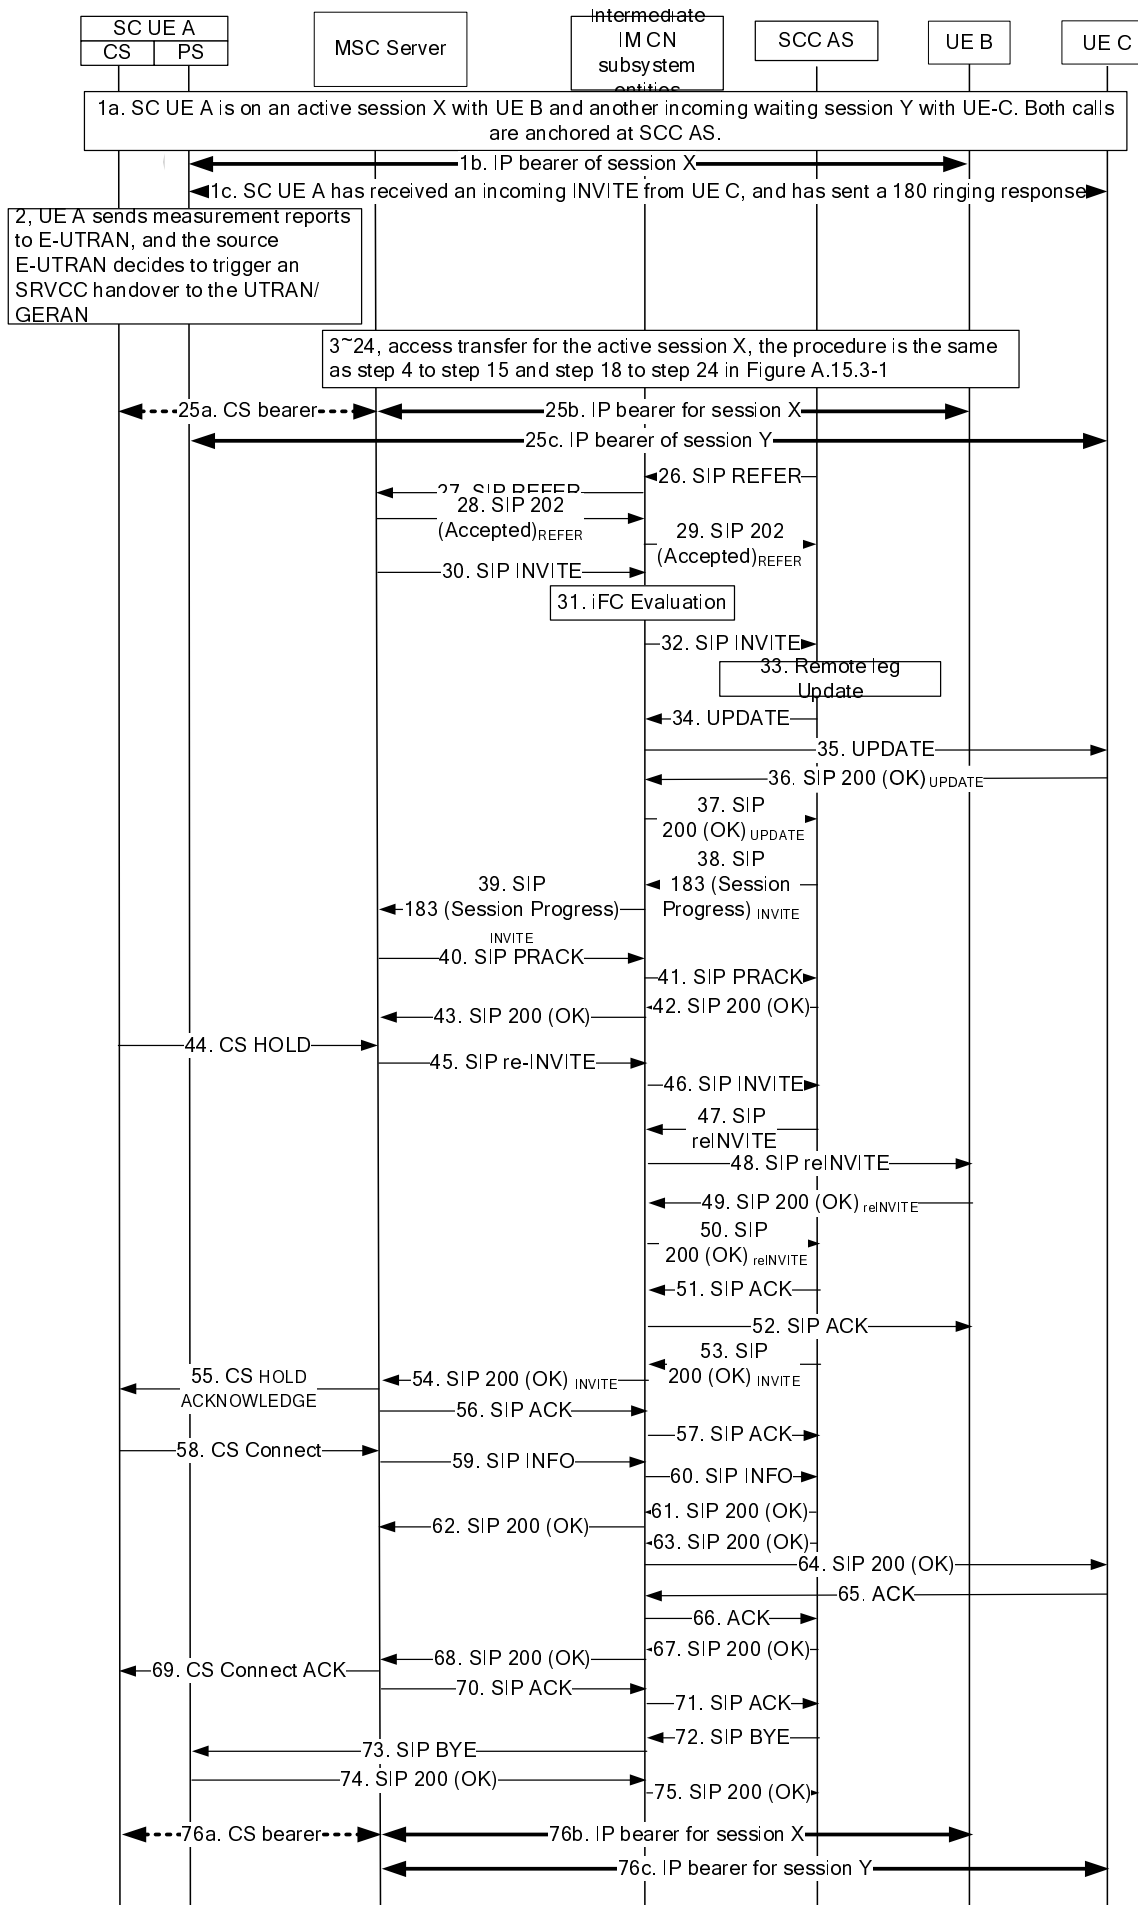 SC UE A
CS
PS
MSC Server
Intermediate
IM CN
subsystem
entities
SCC AS
UE B
UE C
1a. SC UE A is on an active session X with UE B and another incoming waiting session Y with UE-C. Both calls
are anchored at SCC AS.
1b. IP bearer of session X
1c. SC UE A has received an incoming INVITE from UE C, and has sent a 180 ringing response
2, UE A sends measurement reports
to E-UTRAN, and the source
E-UTRAN decides to trigger an
SRVCC handover to the UTRAN/
GERAN
3~24, access transfer for the active session X, the procedure is the same
as step 4 to step 15 and step 18 to step 24 in Figure A.15.3-1
25a. CS bearer
25b. IP bearer for session X
25c. IP bearer of session Y
26. SIP REFER
27. SIP REFER
28. SIP 202
(Accepted)REFER
29. SIP 202
(Accepted)REFER
30. SIP INVITE
31. iFC Evaluation
32. SIP INVITE
33. Remote leg
Update
34. UPDATE
35. UPDATE
36. SIP 200 (OK) UPDATE
37. SIP
200 (OK) UPDATE
38. SIP
183 (Session
Progress) INVITE
39. SIP
183 (Session Progress)
INVITE
40. SIP PRACK
41. SIP PRACK
42. SIP 200 (OK)
43. SIP 200 (OK)
44. CS HOLD
45. SIP re-INVITE
46. SIP INVITE
47. SIP
reINVITE
48. SIP reINVITE
49. SIP 200 (OK) reINVITE
50. SIP
200 (OK) reINVITE
51. SIP ACK
52. SIP ACK
53. SIP
200 (OK) INVITE
54. SIP 200 (OK) INVITE
55. CS HOLD
ACKNOWLEDGE
56. SIP ACK
57. SIP ACK
58. CS Connect
59. SIP INFO
60. SIP INFO
61. SIP 200 (OK)
62. SIP 200 (OK)
63. SIP 200 (OK)
64. SIP 200 (OK)
65. ACK
66. ACK
67. SIP 200 (OK)
68. SIP 200 (OK)
69. CS Connect ACK
70. SIP ACK
71. SIP ACK
72. SIP BYE
73. SIP BYE
74. SIP 200 (OK)
75. SIP 200 (OK)
76a. CS bearer
76b. IP bearer for session X
76c. IP bearer for session Y